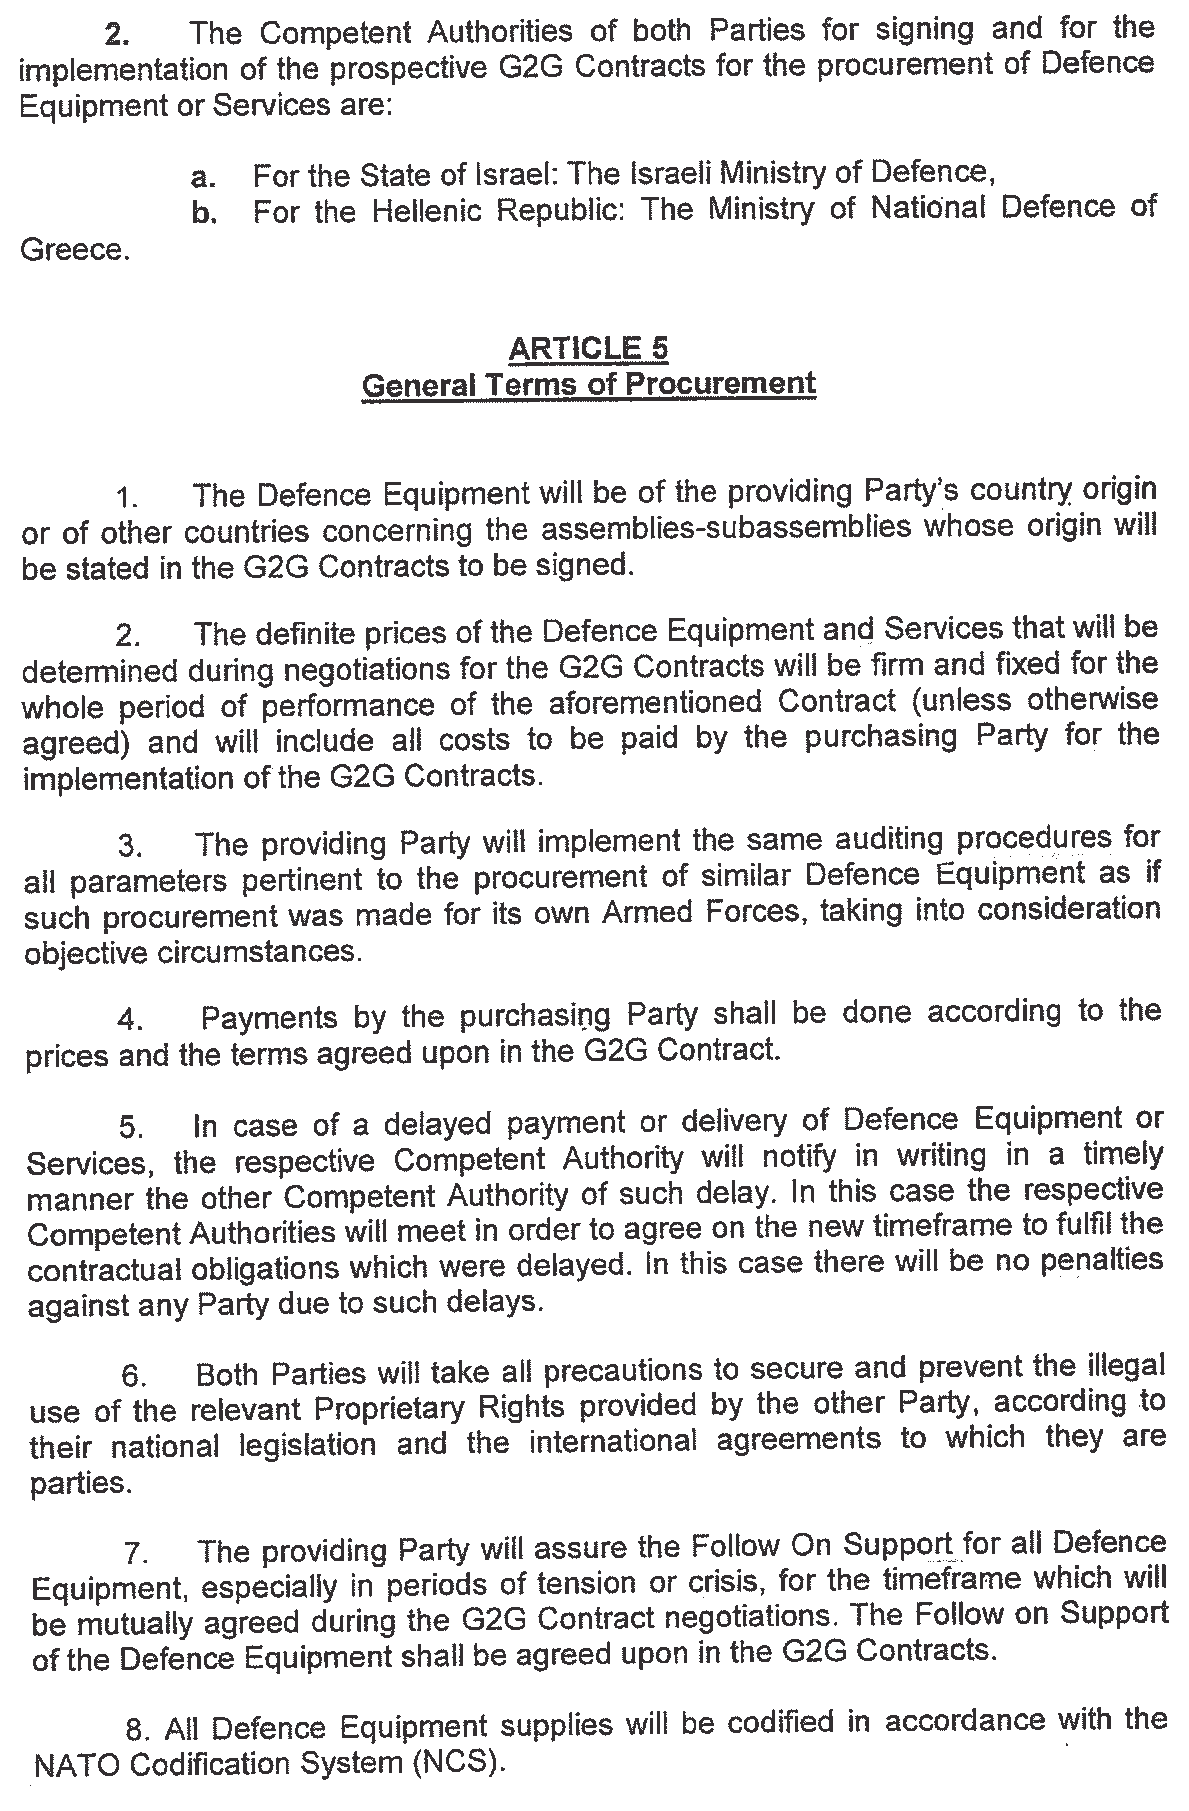 2. The Competent Authorities of both Parties for signing and for the
implementation of the prospective G2G Contracts for the procurement of Defence
Equipment or Services are:
a. For the State of Israel: The Israeli Ministry of Defence,
b. For the Hellenic Republic: The Ministry of National Defence of
Greece.
ARTICLE 5
General Terms of Procurement
1. The Defence Equipment will be of the providing Party's country origin
or of other countries concerning the assemblies-subassemblies whose origin will
be stated in the G2G Contracts to be signed.
2. The definite prices of the Defence Equipment and Services that will be
determined during negotiations for the G2G Contracts will be firm and fixed for the
whole period of performance of the aforementioned Contract (unless otherwise
agreed) and will include all costs to be paid by the purchasing Party for the
implementation of the G2G Contracts.
3. The providing Party will implement the same auditing procedures for
all parameters pertinent to the procurement of similar Defence Equipment as if
such procurement was made for its own Armed Forces, taking into consideration
objective circumstances.
4. Payments by the purchasing Party shall be done according to the
prices and the terms agreed upon in the G2G Contract.
5. In case of a delayed payment or delivery of Defence Equipment or
Services, the respective Competent Authority will notify in writing in a timely
manner the other Competent Authority of such delay. In this case the respective
Competent Authorities will meet in order to agree on the new timeframe to fulfil the
contractual obligations which were delayed. In this case there will be no penalties
against any Party due to such delays.
6. Both Parties will take all precautions to secure and prevent the illegal
use of the relevant Proprietary Rights provided by the other Party, according to
their national legislation and the international agreements to which they are
parties.
7. The providing Party will assure the Follow On Support for all Defence
Equipment, especially in periods of tension or crisis, for the timeframe which will
be mutually agreed during the G2G Contract negotiations. The Follow on Support
of the Defence Equipment shall be agreed upon in the G2G Contracts.
8. All Defence Equipment supplies will be codified in accordance with the
NATO Codification System (NCS).